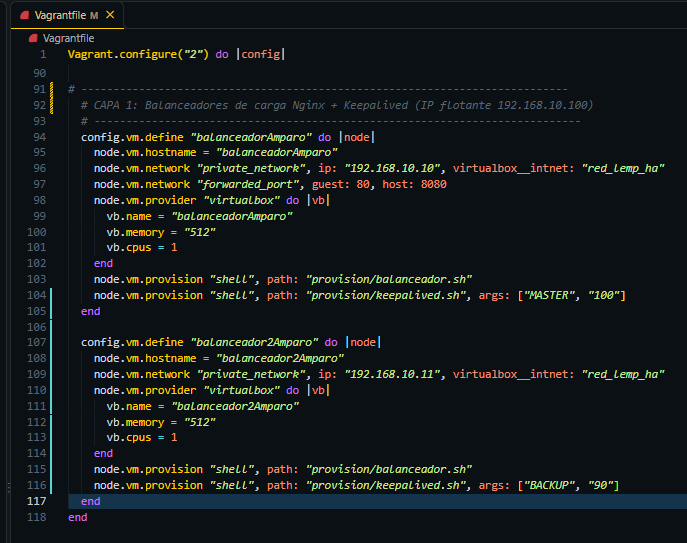 Vagrantfile M ×
Vagrantfile
1 Vagrant.configure("2") do |config|
90
91 # ---------------------------------------------------------------------------
92 # CAPA 1: Balanceadores de carga Nginx + Keepalived (IP flotante 192.168.10.100)
93 # ---------------------------------------------------------------------------
94 config.vm.define "balanceadorAmparo" do |node|
95 node.vm.hostname = "balanceadorAmparo"
96 node.vm.network "private_network", ip: "192.168.10.10", virtualbox__intnet: "red_lemp_ha"
97 node.vm.network "forwarded_port", guest: 80, host: 8080
98 node.vm.provider "virtualbox" do |vb|
99 vb.name = "balanceadorAmparo"
100 vb.memory = "512"
101 vb.cpus = 1
102 end
103 node.vm.provision "shell", path: "provision/balanceador.sh"
104 node.vm.provision "shell", path: "provision/keepalived.sh", args: ["MASTER", "100"]
105 end
106
107 config.vm.define "balanceador2Amparo" do |node|
108 node.vm.hostname = "balanceador2Amparo"
109 node.vm.network "private_network", ip: "192.168.10.11", virtualbox__intnet: "red_lemp_ha"
110 node.vm.provider "virtualbox" do |vb|
111 vb.name = "balanceador2Amparo"
112 vb.memory = "512"
113 vb.cpus = 1
114 end
115 node.vm.provision "shell", path: "provision/balanceador.sh"
116 node.vm.provision "shell", path: "provision/keepalived.sh", args: ["BACKUP", "90"]
117 end
118 end